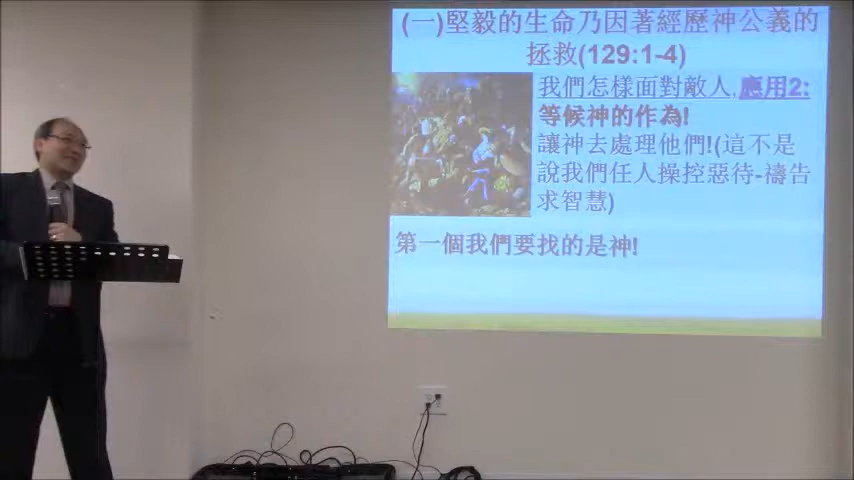 (一)堅毅的生命乃因著經歷神公義的
拯救(129:1-4)
我們怎樣面對敵人,應用2:
等候神的作為!
讓神去處理他們!(這不是
說我們任人操控惡待-禱告
求智慧)
第一個我們要找的是神!